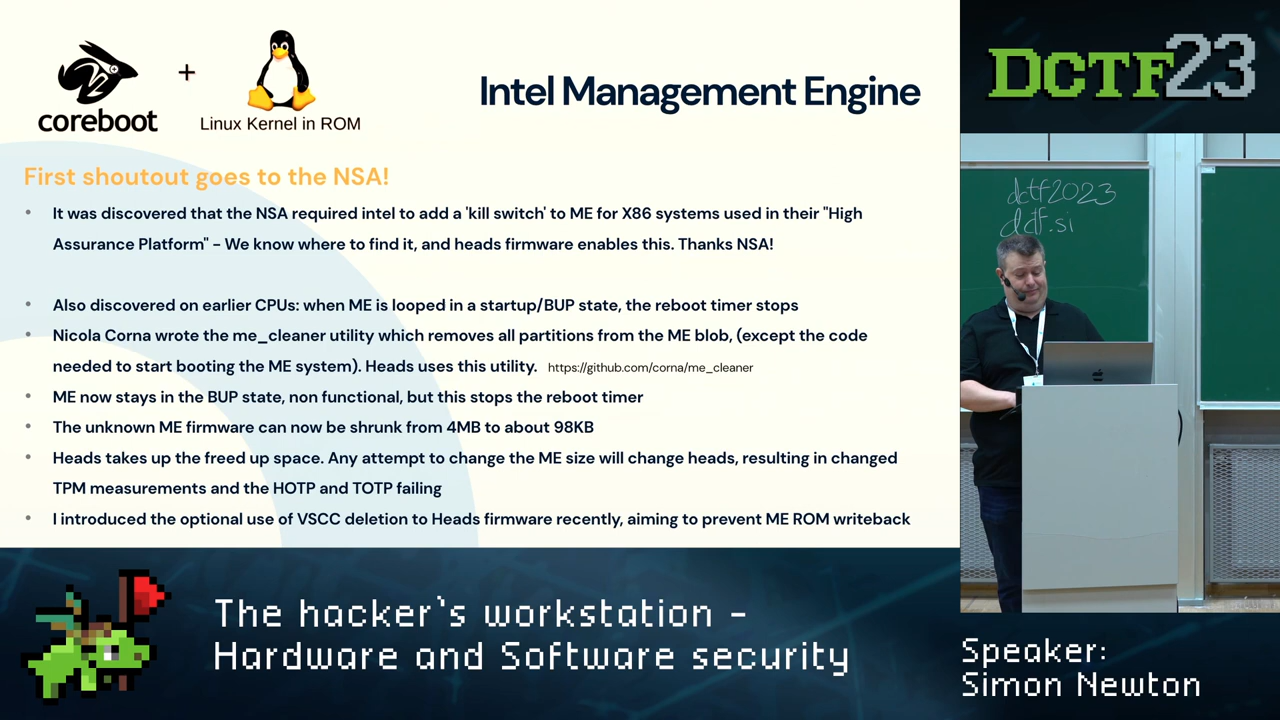 coreboot
+
Linux Kernel in ROM
Intel Management Engine
First shoutout goes to the NSA!
• It was discovered that the NSA required intel to add a 'kill switch' to ME for X86 systems used in their "High
Assurance Platform" - We know where to find it, and heads firmware enables this. Thanks NSA!
• Also discovered on earlier CPUs: when ME is looped in a startup/BUP state, the reboot timer stops
• Nicola Corna wrote the me_cleaner utility which removes all partitions from the ME blob, (except the code
needed to start booting the ME system). Heads uses this utility. https://github.com/corna/me_cleaner
• ME now stays in the BUP state, non functional, but this stops the reboot timer
• The unknown ME firmware can now be shrunk from 4MB to about 98KB
• Heads takes up the freed up space. Any attempt to change the ME size will change heads, resulting in changed
TPM measurements and the HOTP and TOTP failing
• I introduced the optional use of VSCC deletion to Heads firmware recently, aiming to prevent ME ROM writeback
DCTF23
dctf2023
dctf.si
The hacker`s workstation -
Hardware and Software security
Speaker:
Simon Newton